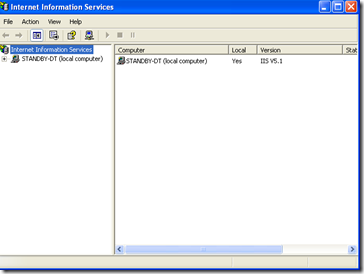 Internet Information Services
File Action View Help
Internet Information Services
STANDBY-DT (local computer)
Computer Local Version Stat
STANDBY-DT (local computer) Yes IIS V5.1